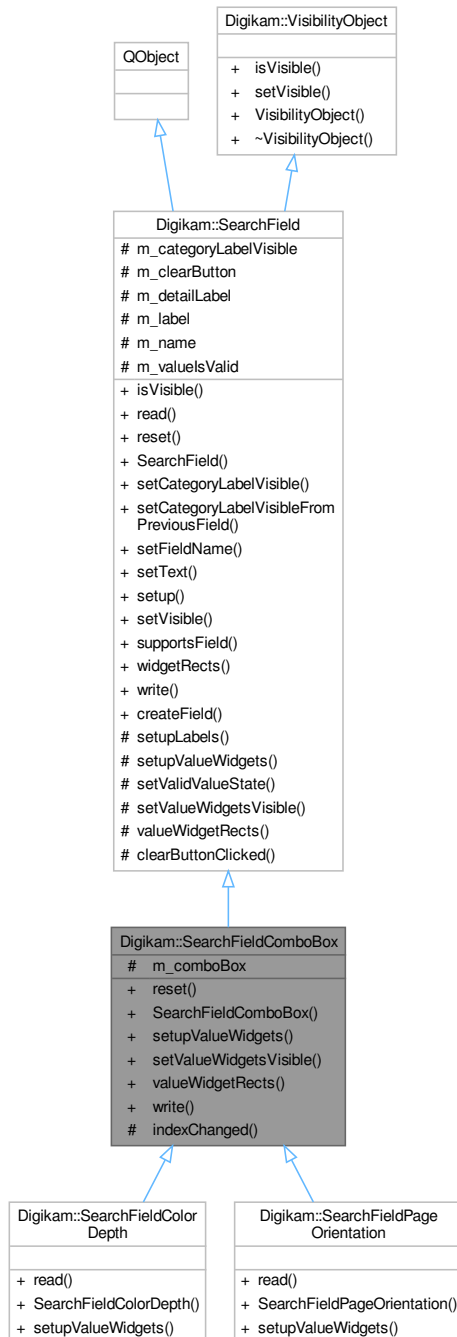 QObject
Digikam::VisibilityObject
+ isVisible()
+ setVisible()
+ VisibilityObject()
+ ~VisibilityObject()
Digikam::SearchField
# m_categoryLabelVisible
# m_clearButton
# m_detailLabel
# m_label
# m_name
# m_valueIsValid
+ isVisible()
+ read()
+ reset()
+ SearchField()
+ setCategoryLabelVisible()
+ setCategoryLabelVisibleFrom
PreviousField()
+ setFieldName()
+ setText()
+ setup()
+ setVisible()
+ supportsField()
+ widgetRects()
+ write()
+ createField()
# setupLabels()
# setupValueWidgets()
# setValidValueState()
# setValueWidgetsVisible()
# valueWidgetRects()
# clearButtonClicked()
Digikam::SearchFieldComboBox
# m_comboBox
+ reset()
+ SearchFieldComboBox()
+ setupValueWidgets()
+ setValueWidgetsVisible()
+ valueWidgetRects()
+ write()
# indexChanged()
Digikam::SearchFieldColor
Depth
+ read()
+ SearchFieldColorDepth()
+ setupValueWidgets()
Digikam::SearchFieldPage
Orientation
+ read()
+ SearchFieldPageOrientation()
+ setupValueWidgets()